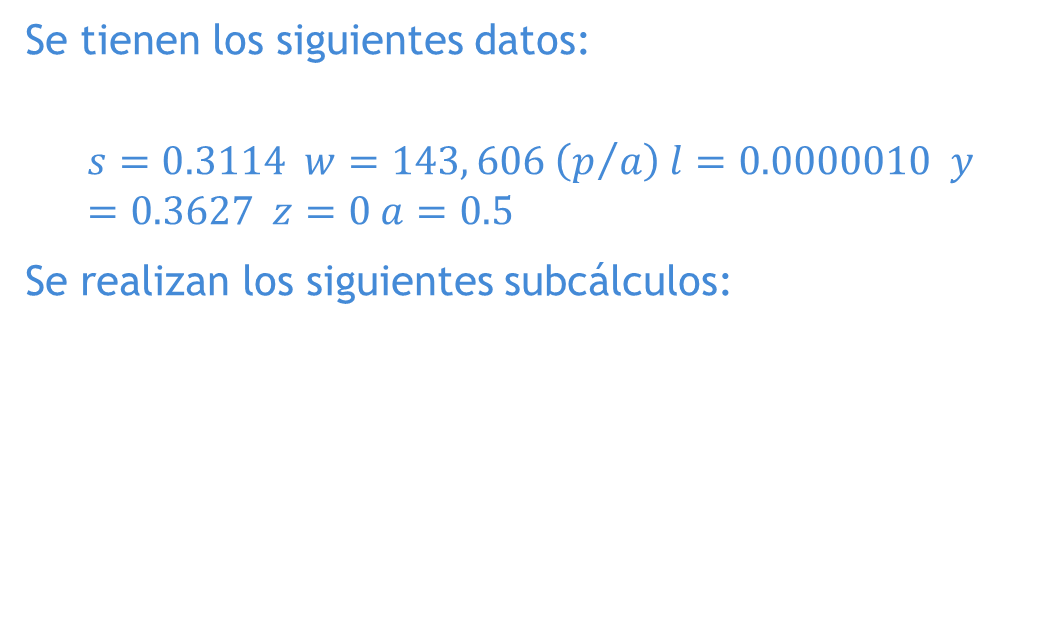 Se tienen los siguientes datos:
s = 0.3114 w = 143, 606 (p/a) l = 0.0000010 y
= 0.3627 z = 0 a = 0.5
Se realizan los siguientes subcálculos: